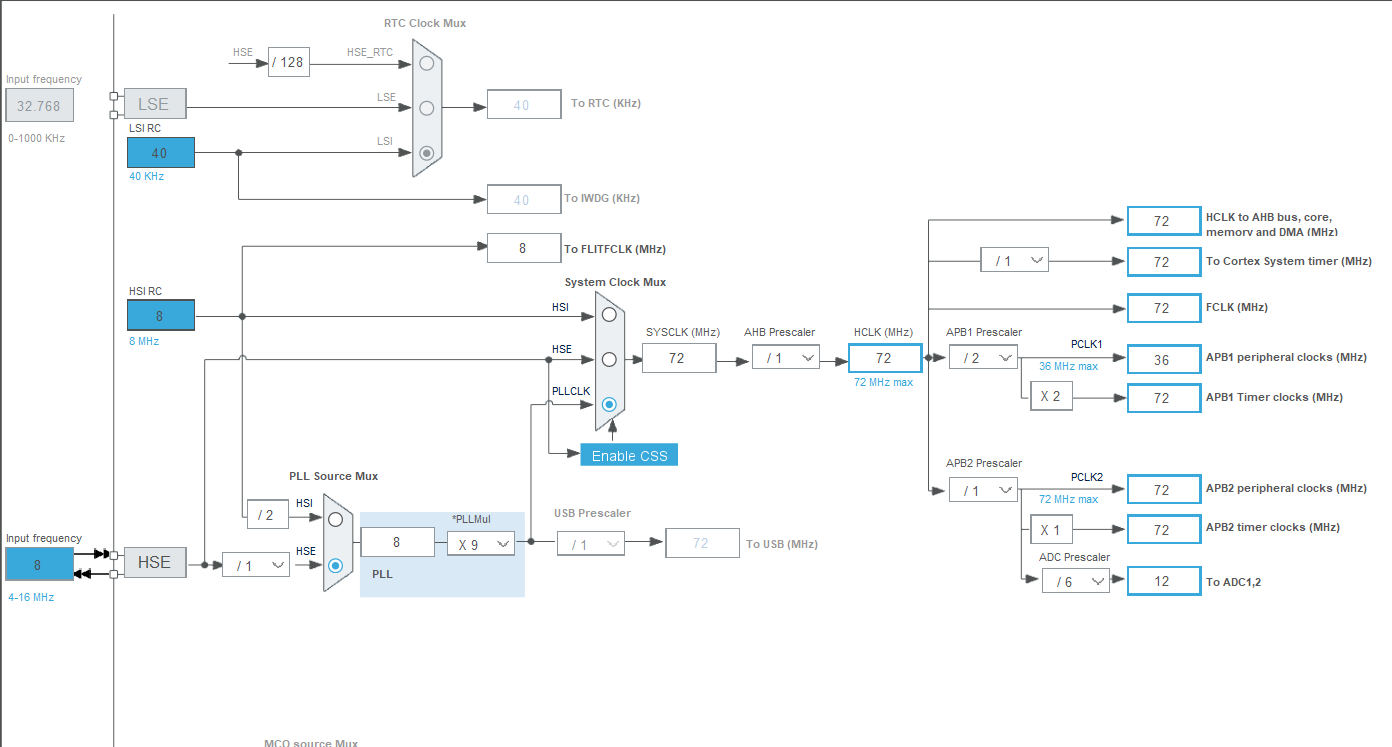 RTC Clock Mux
HSE
/ 128
HSE_RTC
Input frequency
32.768
0-1000 KHz
LSE
LSE
40
To RTC (KHz)
LSI RC
40
40 KHz
LSI
40
To IWDG (KHz)
8
To FLITFCLK (MHz)
HSI RC
8
8 MHz
System Clock Mux
HSI
HSE
PLLCLK
Enable CSS
SYSCLK (MHz)
72
AHB Prescaler
/ 1
HCLK (MHz)
72
72 MHz max
72
HCLK to AHB bus, core,
memory and DMA (MHz)
/ 1
72
To Cortex System timer (MHz)
72
FCLK (MHz)
APB1 Prescaler
/ 2
PCLK1
36 MHz max
36
APB1 peripheral clocks (MHz)
X 2
72
APB1 Timer clocks (MHz)
APB2 Prescaler
/ 1
PCLK2
72 MHz max
72
APB2 peripheral clocks (MHz)
X 1
72
APB2 timer clocks (MHz)
ADC Prescaler
/ 6
12
To ADC1,2
PLL Source Mux
/ 2
HSI
Input frequency
8
4-16 MHz
HSE
/ 1
HSE
8
*PLLMul
X 9
PLL
USB Prescaler
/ 1
72
To USB (MHz)
MCO source Mux